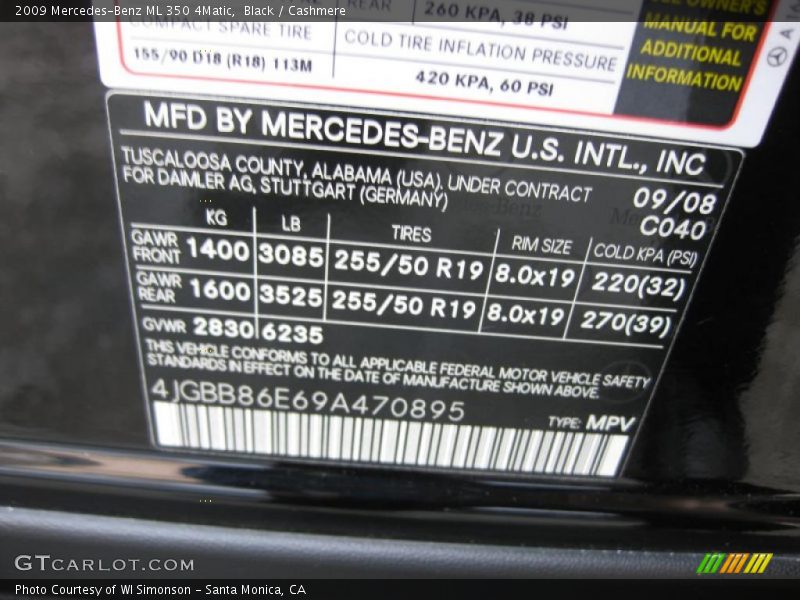 2009 Mercedes-Benz ML 350 4Matic, Black / Cashmere
REAR 260 KPA, 38 PSI
COMPACT SPARE TIRE
155/90 D18 (R18) 113M
COLD TIRE INFLATION PRESSURE
420 KPA, 60 PSI
SEE OWNER'S
MANUAL FOR
ADDITIONAL
INFORMATION
MFD BY MERCEDES-BENZ U.S. INTL., INC
TUSCALOOSA COUNTY, ALABAMA (USA), UNDER CONTRACT
FOR DAIMLER AG, STUTTGART (GERMANY)
09/08
C040
KG LB TIRES RIM SIZE COLD KPA (PSI)
GAWR
FRONT 1400 3085 255/50 R19 8.0x19 220(32)
GAWR
REAR 1600 3525 255/50 R19 8.0x19 270(39)
GVWR 2830 6235
THIS VEHICLE CONFORMS TO ALL APPLICABLE FEDERAL MOTOR VEHICLE SAFETY
STANDARDS IN EFFECT ON THE DATE OF MANUFACTURE SHOWN ABOVE.
4JGBB86E69A470895
TYPE: MPV
GTCARLOT.COM
Photo Courtesy of WI Simonson - Santa Monica, CA